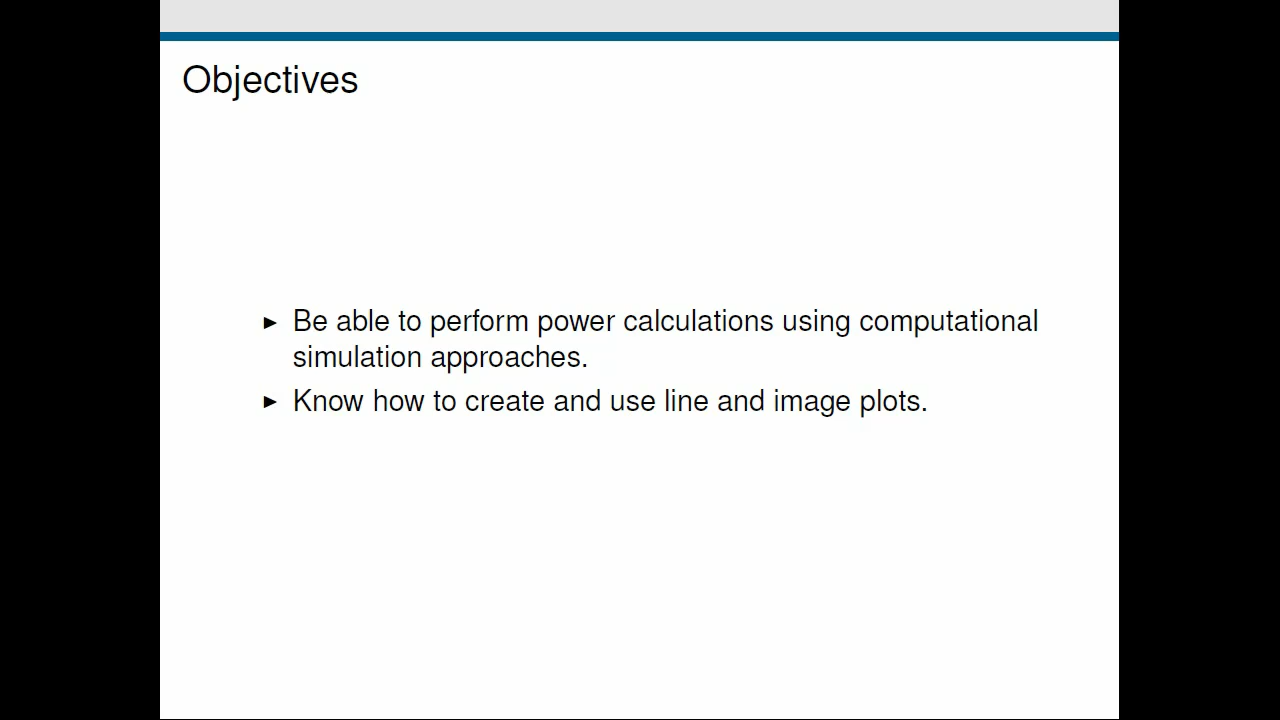 Objectives
► Be able to perform power calculations using computational
simulation approaches.
► Know how to create and use line and image plots.